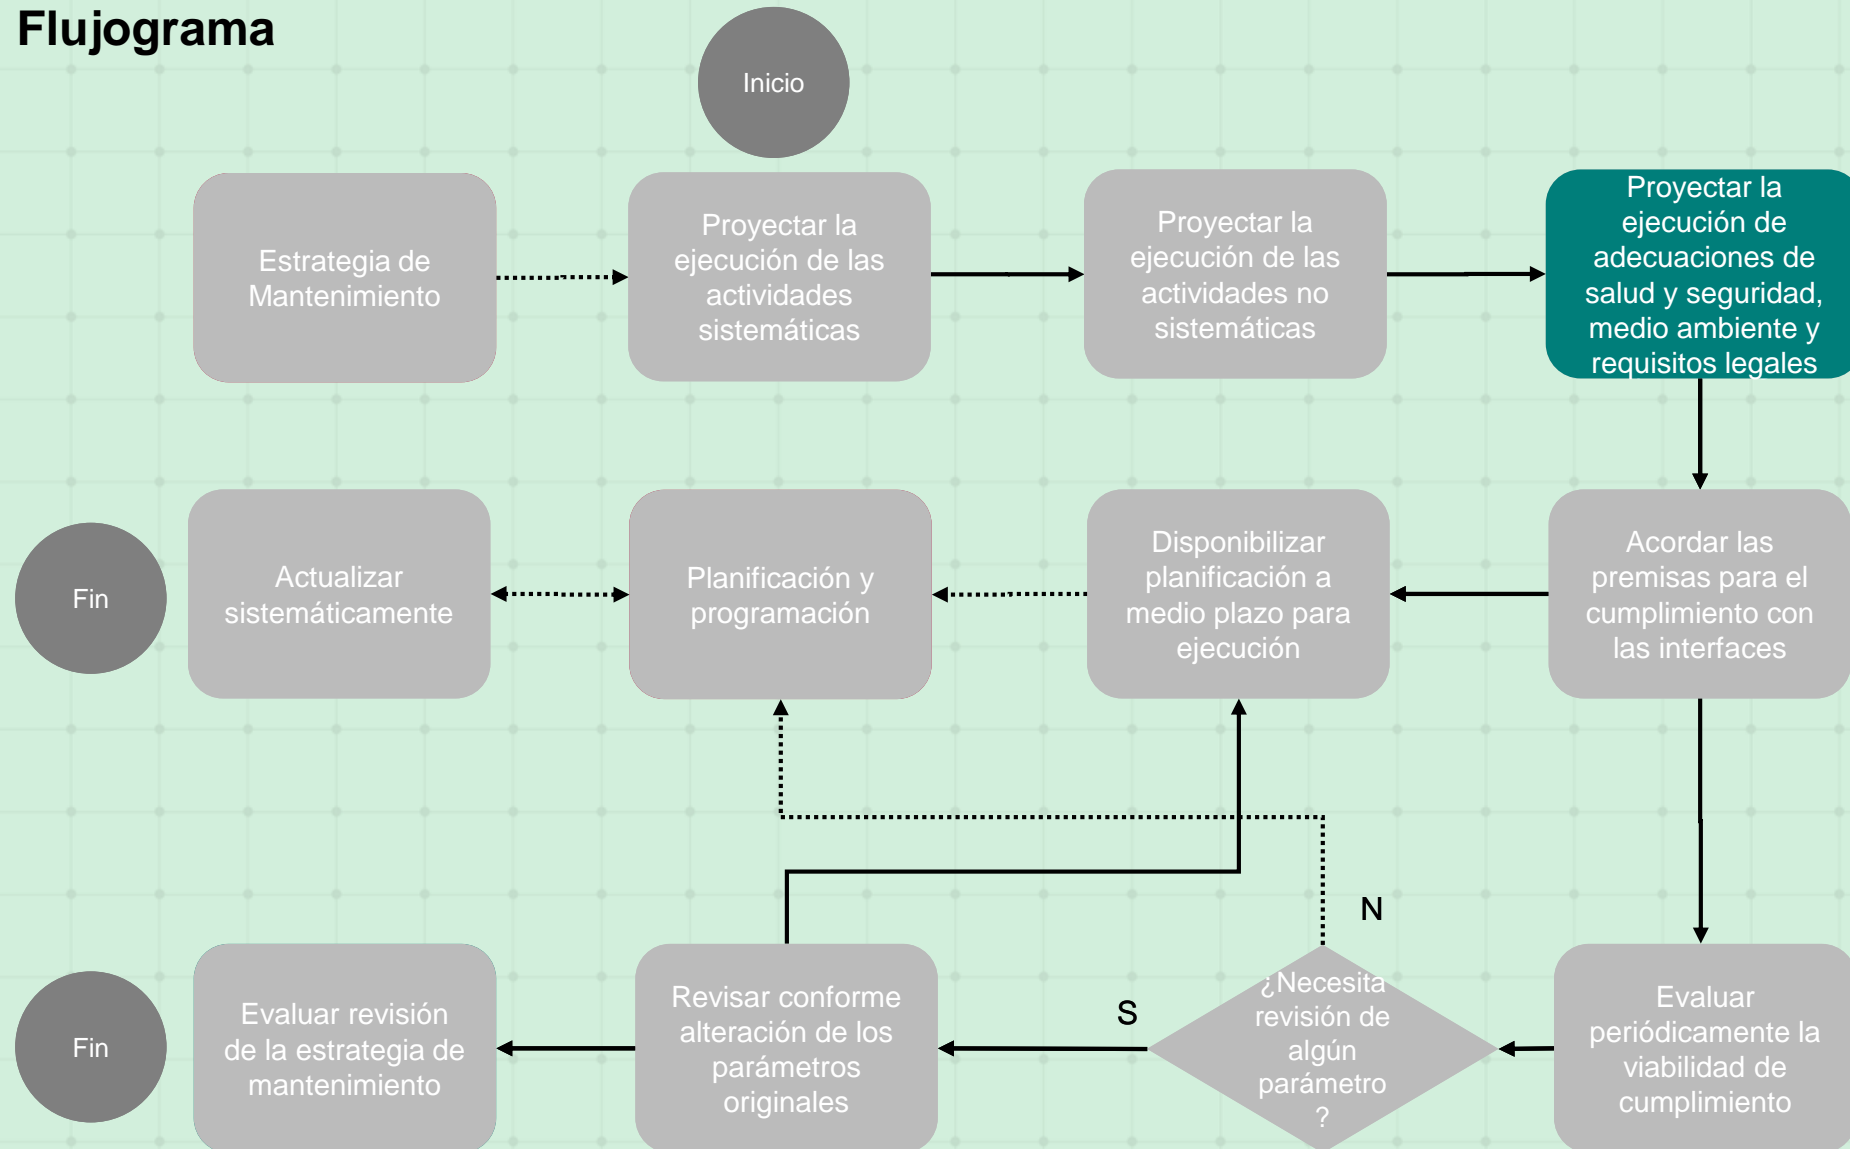 Flujograma
Inicio
Estrategia de
Mantenimiento
Proyectar la
ejecución de las
actividades
sistemáticas
Proyectar la
ejecución de las
actividades no
sistemáticas
Proyectar la
ejecución de
adecuaciones de
salud y seguridad,
medio ambiente y
requisitos legales
Fin
Actualizar
sistemáticamente
Planificación y
programación
Disponibilizar
planificación a
medio plazo para
ejecución
Acordar las
premisas para el
cumplimiento con
las interfaces
N
S
Fin
Evaluar revisión
de la estrategia de
mantenimiento
Revisar conforme
alteración de los
parámetros
originales
¿Necesita
revisión de
algún
parámetro
?
Evaluar
periódicamente la
viabilidad de
cumplimiento